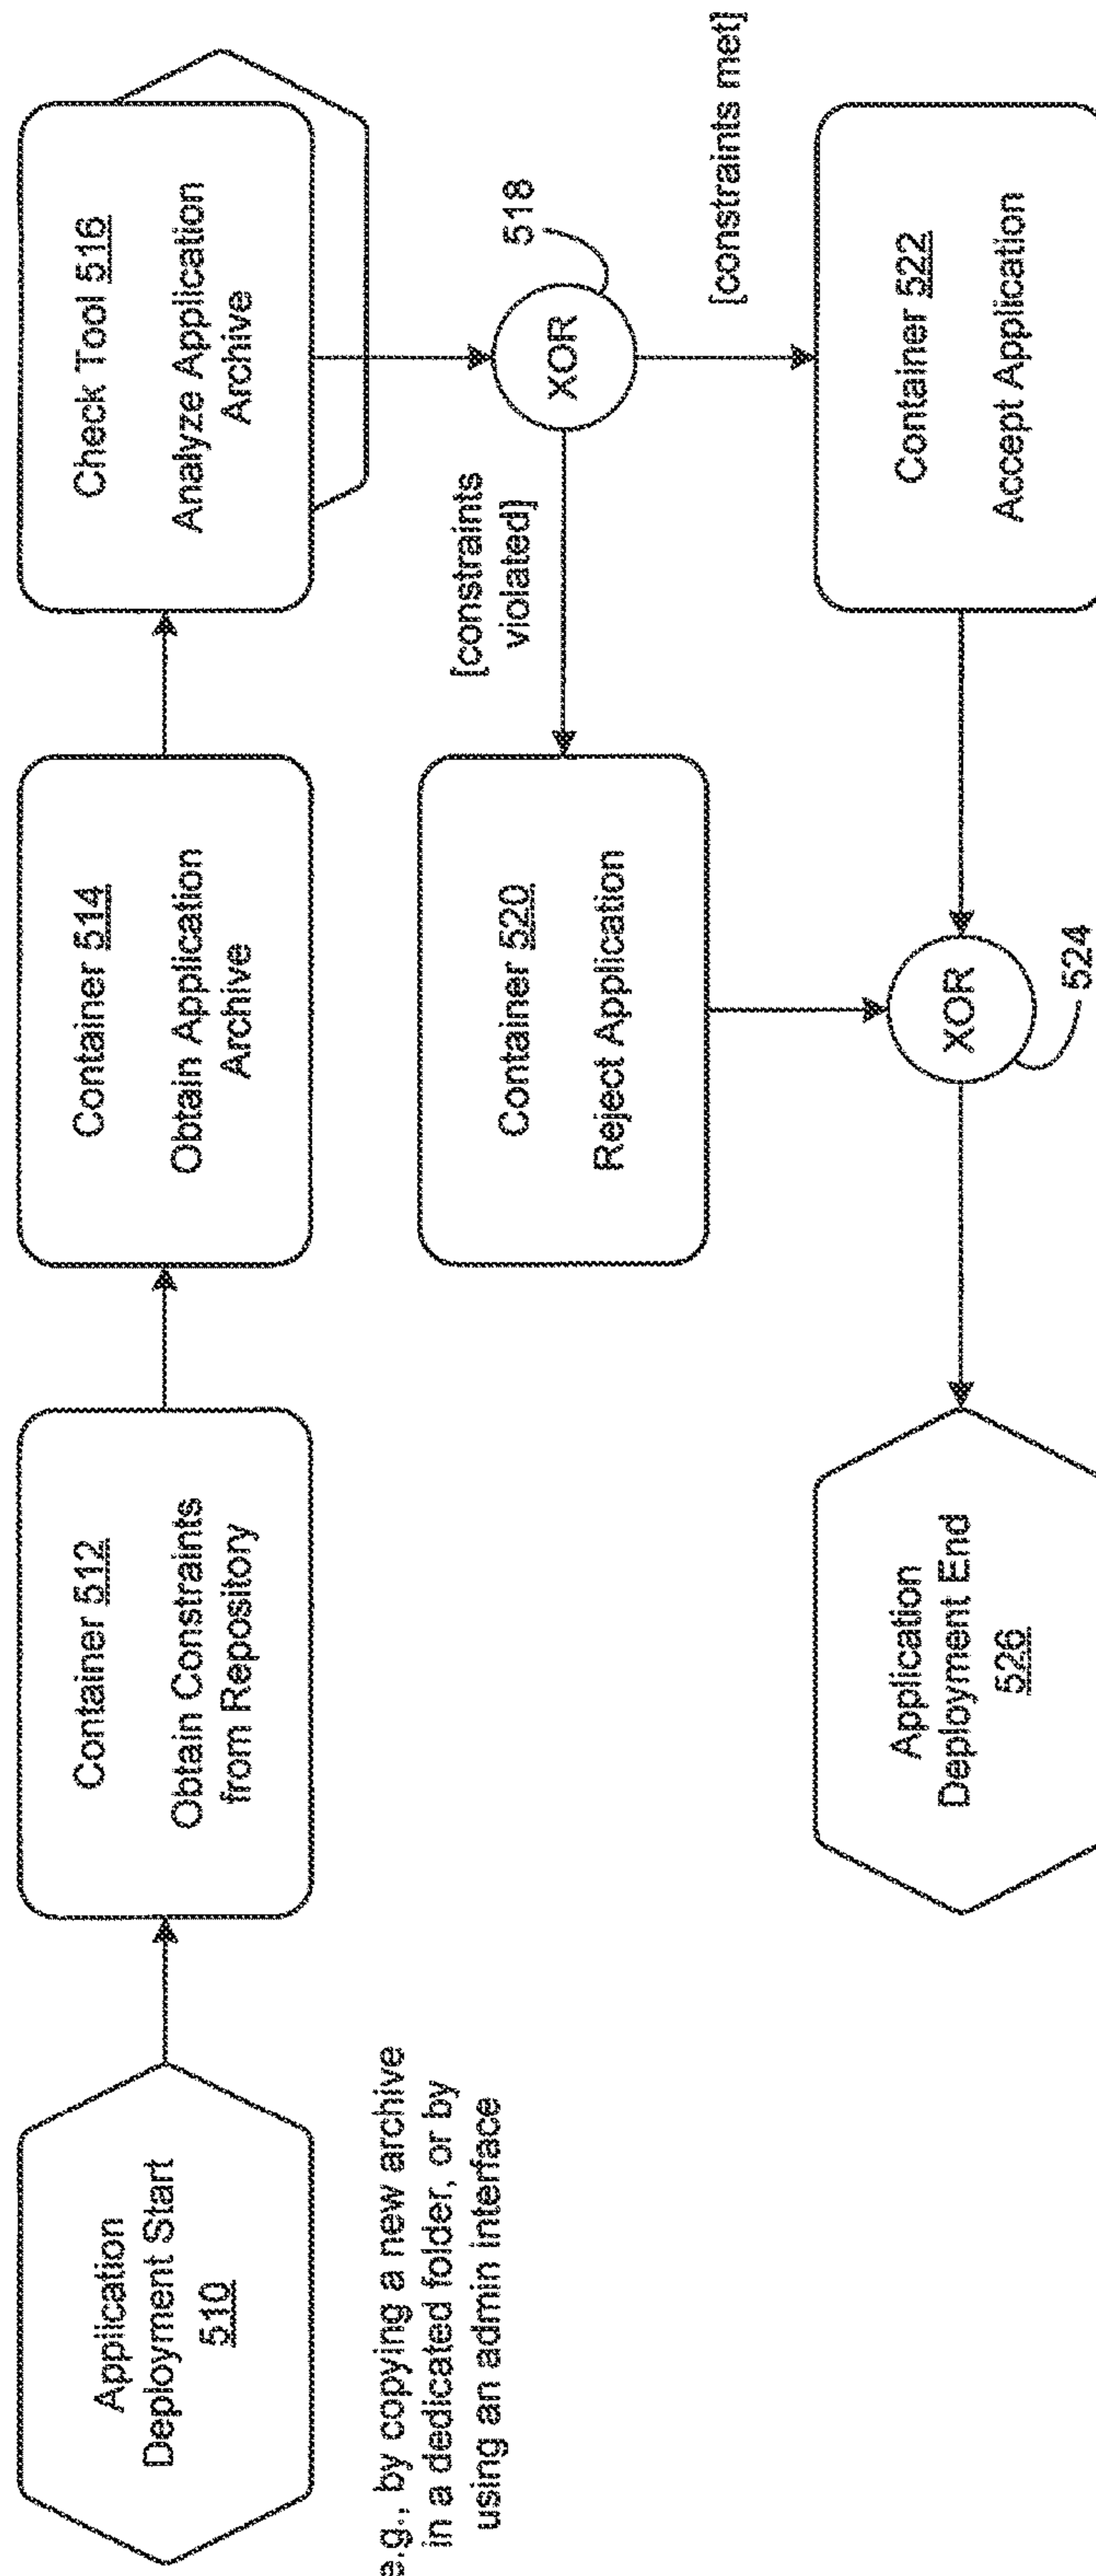 Application
Deployment Start
510
e.g., by copying a new archive
in a dedicated folder, or by
using an admin interface
Container 512
Obtain Constraints
from Repository
Container 514
Obtain Application
Archive
Check Tool 516
Analyze Application
Archive
XOR
518
[constraints
violated]
[constraints met]
Container 520
Reject Application
Container 522
Accept Application
XOR
524
Application
Deployment End
526